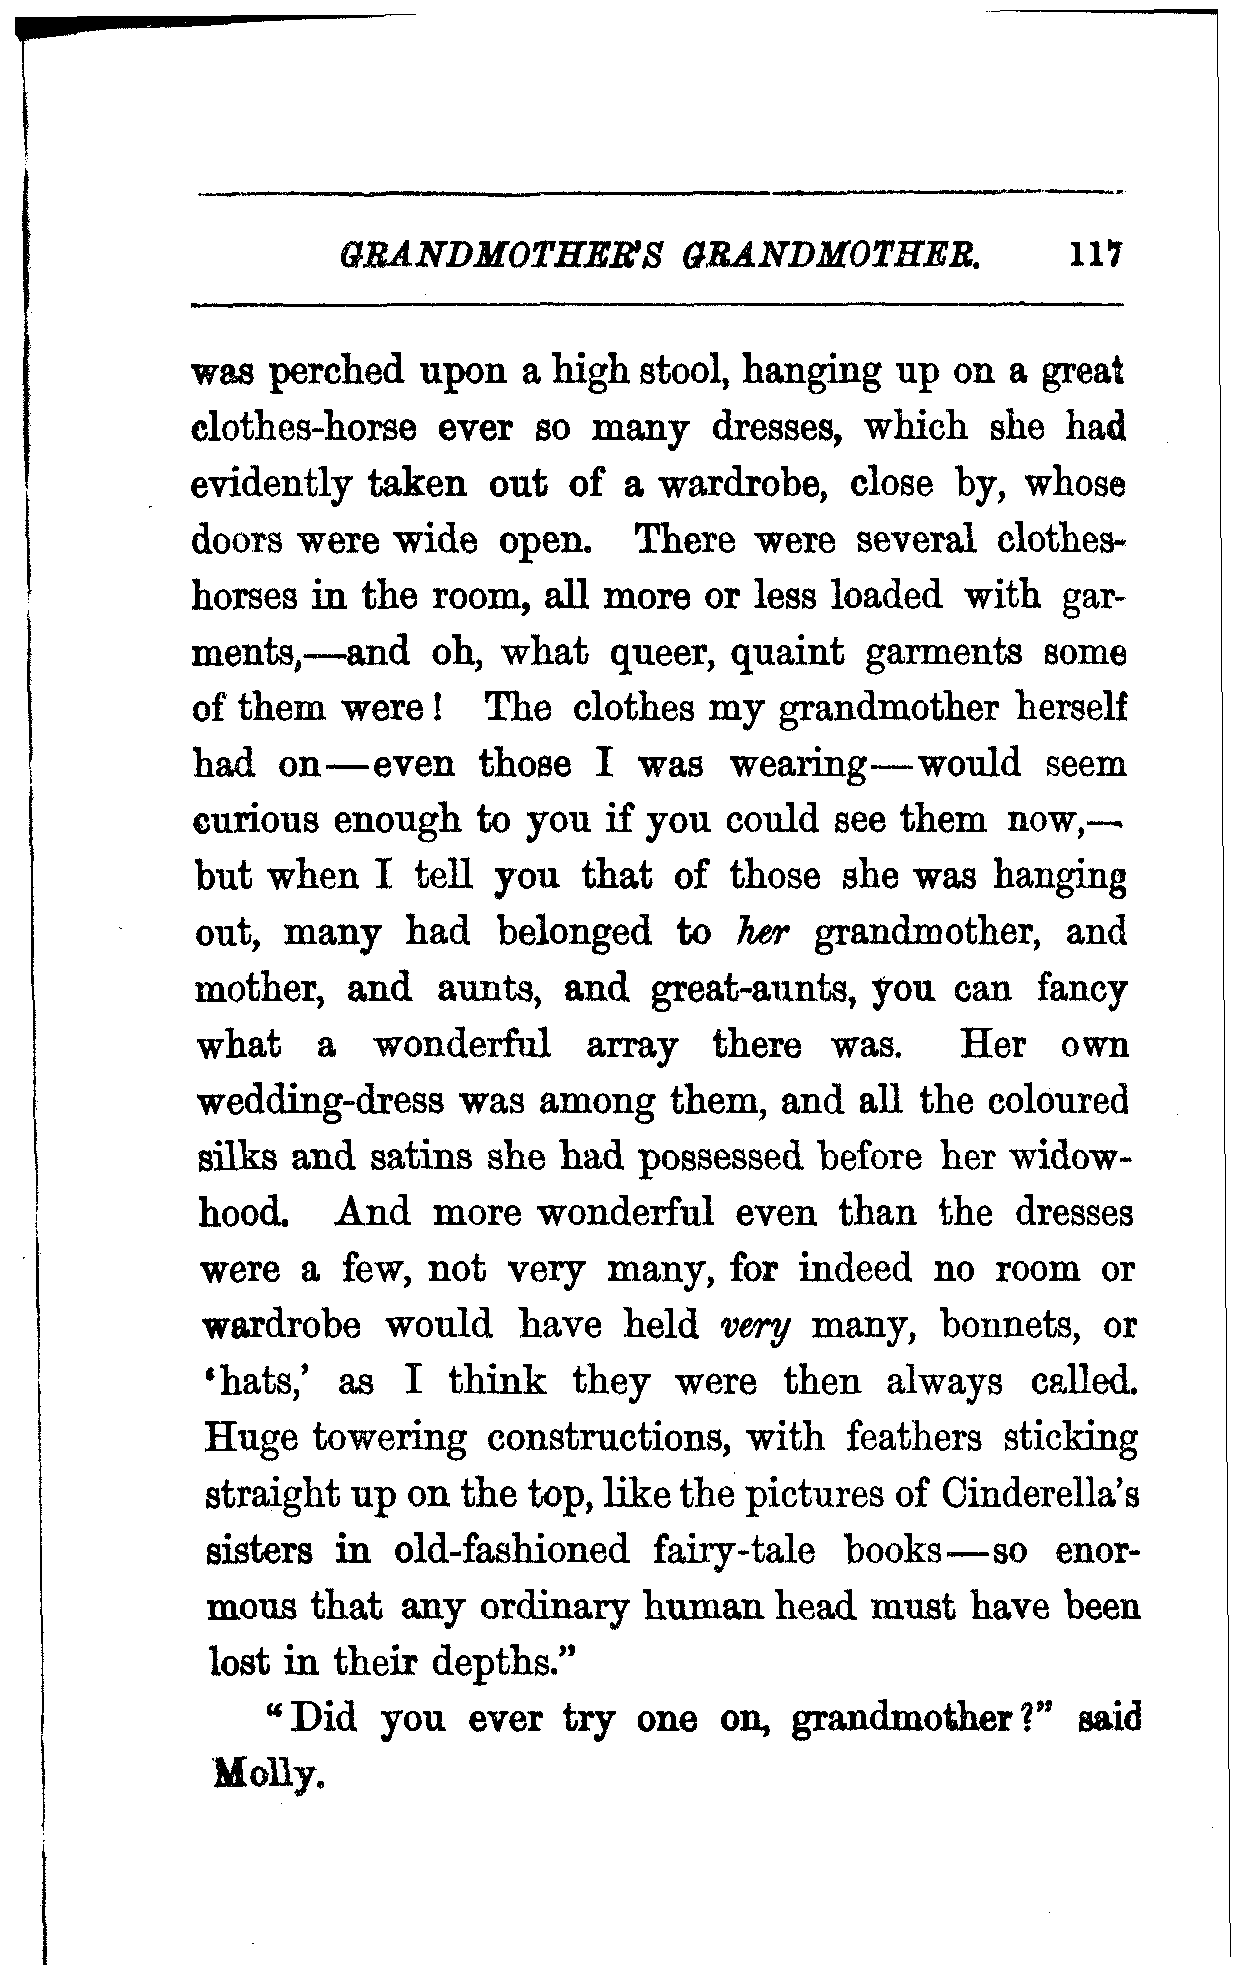 GRANDMOTHER'S GRANDMOTHER. 117
was perched upon a high stool, hanging up on a great
clothes-horse ever so many dresses, which she had
evidently taken out of a wardrobe, close by, whose
doors were wide open. There were several clothes-
horses in the room, all more or less loaded with gar-
ments,—and oh, what queer, quaint garments some
of them were! The clothes my grandmother herself
had on—even those I was wearing—would seem
curious enough to you if you could see them now,—
but when I tell you that of those she was hanging
out, many had belonged to her grandmother, and
mother, and aunts, and great-aunts, you can fancy
what a wonderful array there was. Her own
wedding-dress was among them, and all the coloured
silks and satins she had possessed before her widow-
hood. And more wonderful even than the dresses
were a few, not very many, for indeed no room or
wardrobe would have held very many, bonnets, or
‘hats,’ as I think they were then always called.
Huge towering constructions, with feathers sticking
straight up on the top, like the pictures of Cinderella's
sisters in old-fashioned fairy-tale books—so enor-
mous that any ordinary human head must have been
lost in their depths.”
“Did you ever try one on, grandmother?” said
Molly.